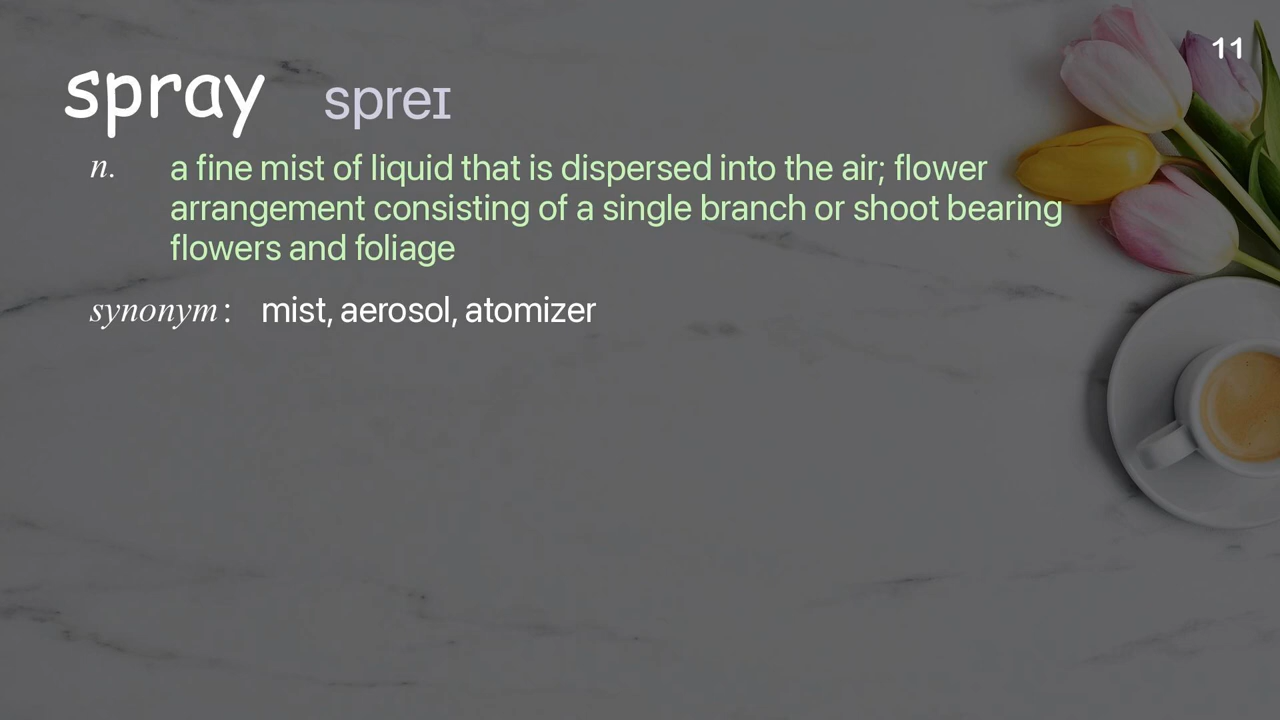 11
spray spreɪ
n. a fine mist of liquid that is dispersed into the air; flower
arrangement consisting of a single branch or shoot bearing
flowers and foliage
synonym: mist, aerosol, atomizer